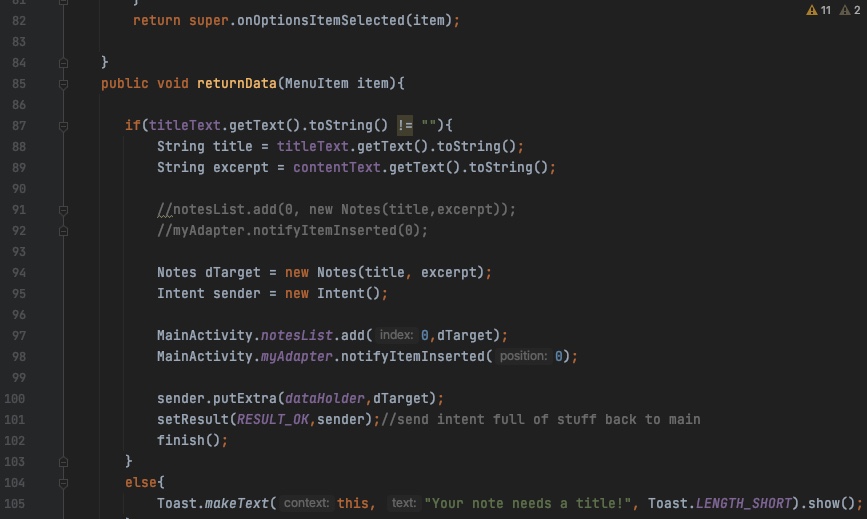 81 }
11 2
82 return super.onOptionsItemSelected(item);
83
84 }
85 public void returnData(MenuItem item){
86
87 if(titleText.getText().toString() != ""){
88 String title = titleText.getText().toString();
89 String excerpt = contentText.getText().toString();
90
91 //notesList.add(0, new Notes(title,excerpt));
92 //myAdapter.notifyItemInserted(0);
93
94 Notes dTarget = new Notes(title, excerpt);
95 Intent sender = new Intent();
96
97 MainActivity.notesList.add( index: 0,dTarget);
98 MainActivity.myAdapter.notifyItemInserted( position: 0);
99
100 sender.putExtra(dataHolder,dTarget);
101 setResult(RESULT_OK,sender);//send intent full of stuff back to main
102 finish();
103 }
104 else{
105 Toast.makeText( context: this, text: "Your note needs a title!", Toast.LENGTH_SHORT).show();